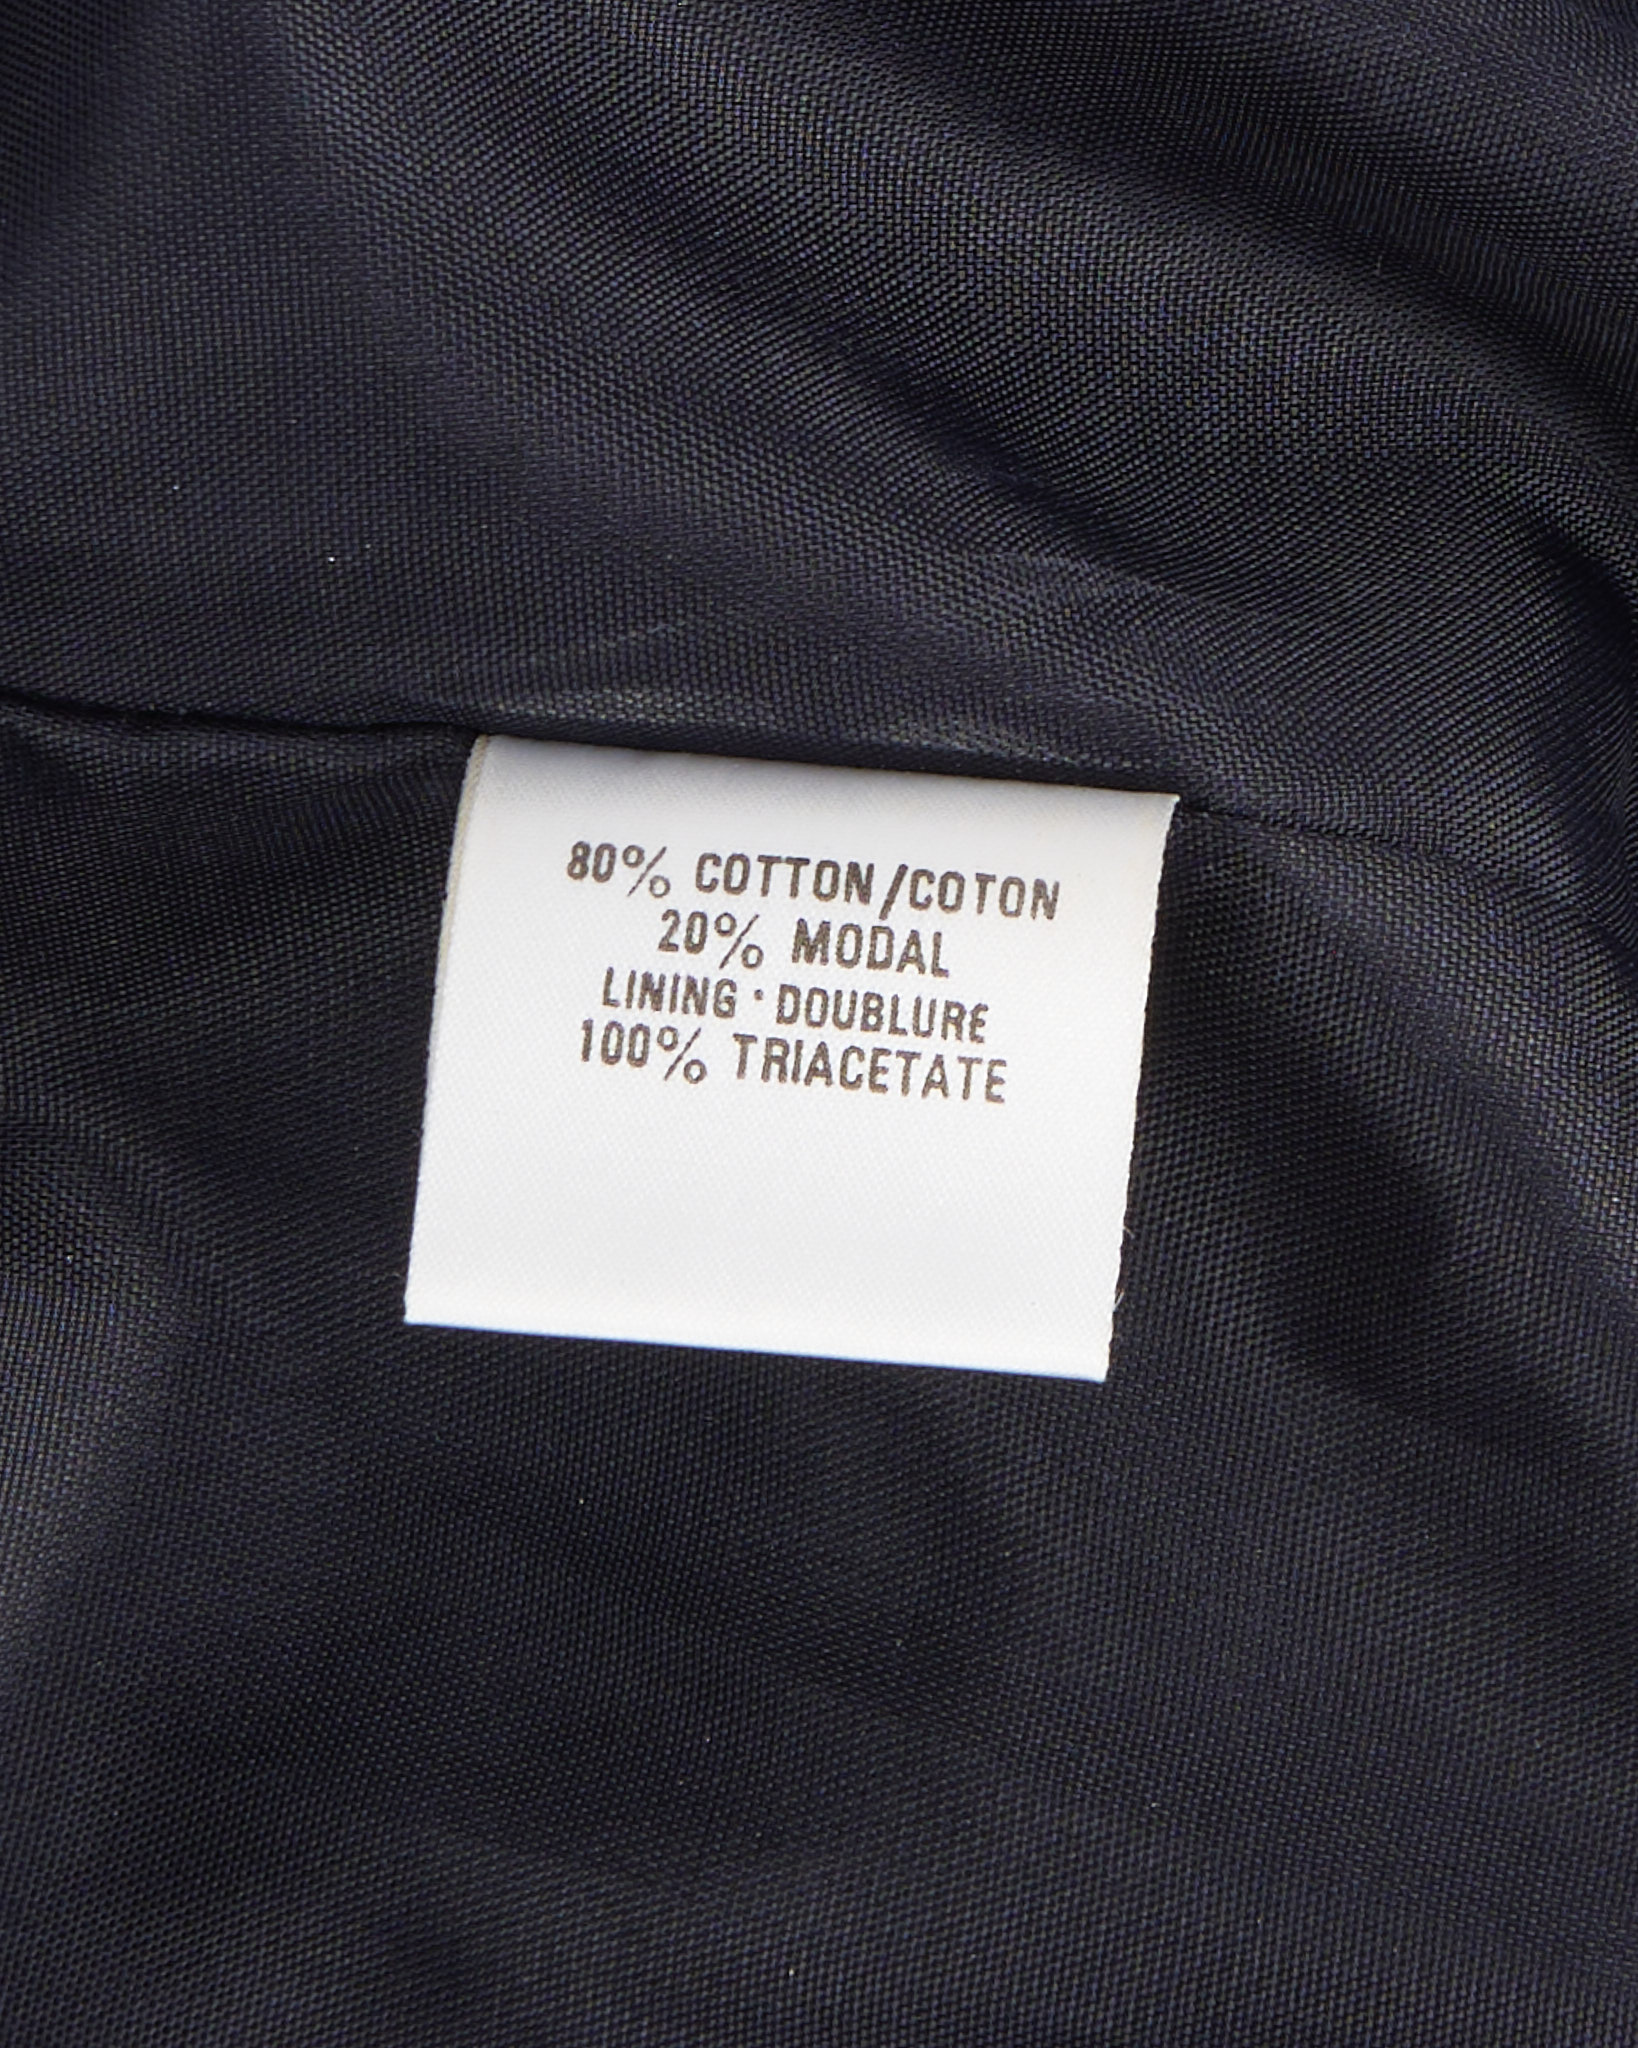 80% COTTON/COTON
20% MODAL
LINING · DOUBLURE
100% TRIACETATE